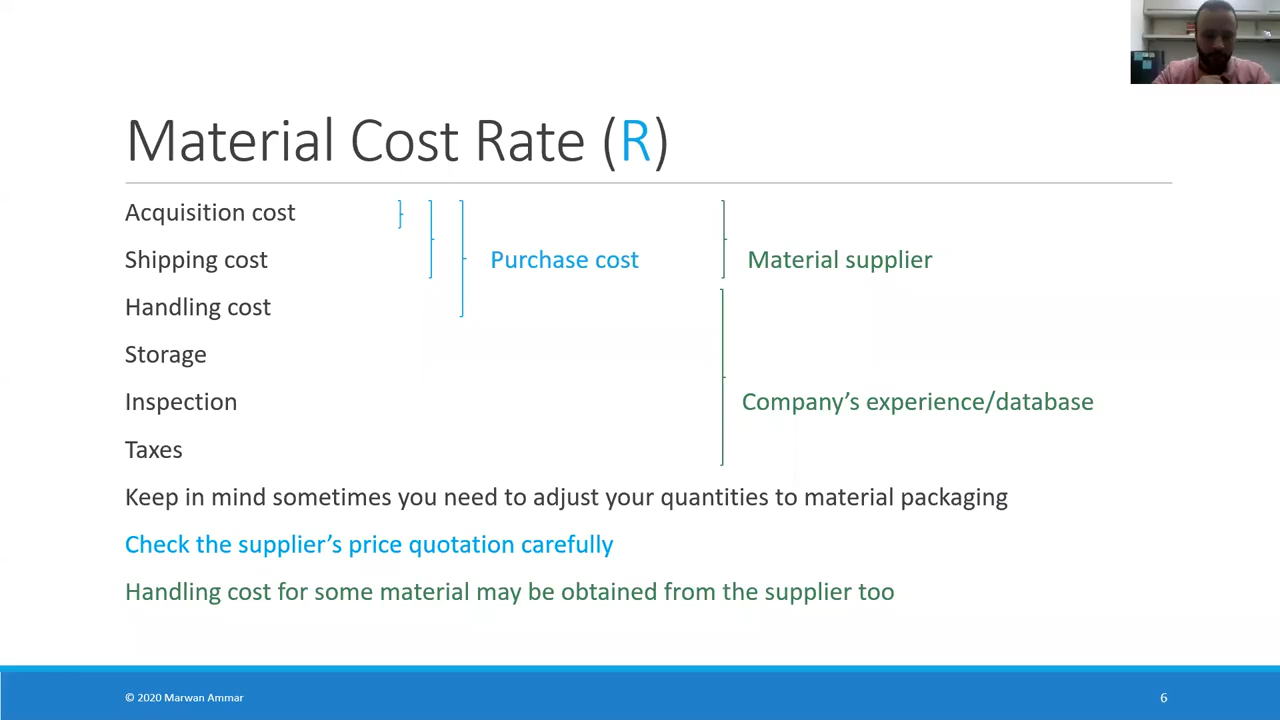 Material Cost Rate (R)
Acquisition cost
Shipping cost
Purchase cost
Material supplier
Handling cost
Storage
Inspection
Company’s experience/database
Taxes
Keep in mind sometimes you need to adjust your quantities to material packaging
Check the supplier’s price quotation carefully
Handling cost for some material may be obtained from the supplier too
© 2020 Marwan Ammar
6